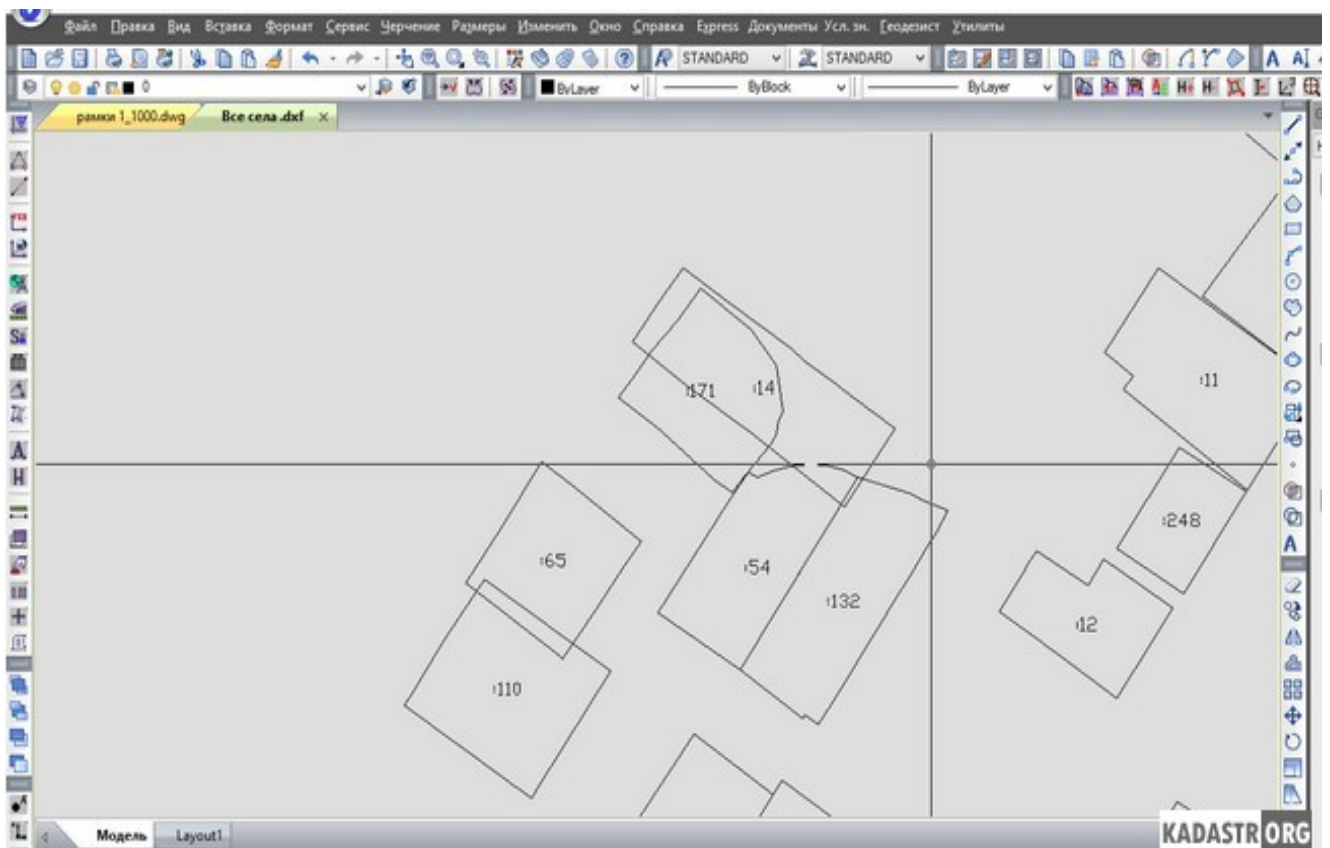 Файл Правка Вид Вставка Формат Сервис Черчение Размеры Изменить Окно Справка Express Документы Усл. зн. Геодезист Утилиты
STANDARD STANDARD
ByLayer ByBlock ByLayer
рамки 1_1000.dwg Все села .dxf
:171 :14
:11
:248
:65
:54
:132
:12
:110
Модель Layout1
KADASTR ORG